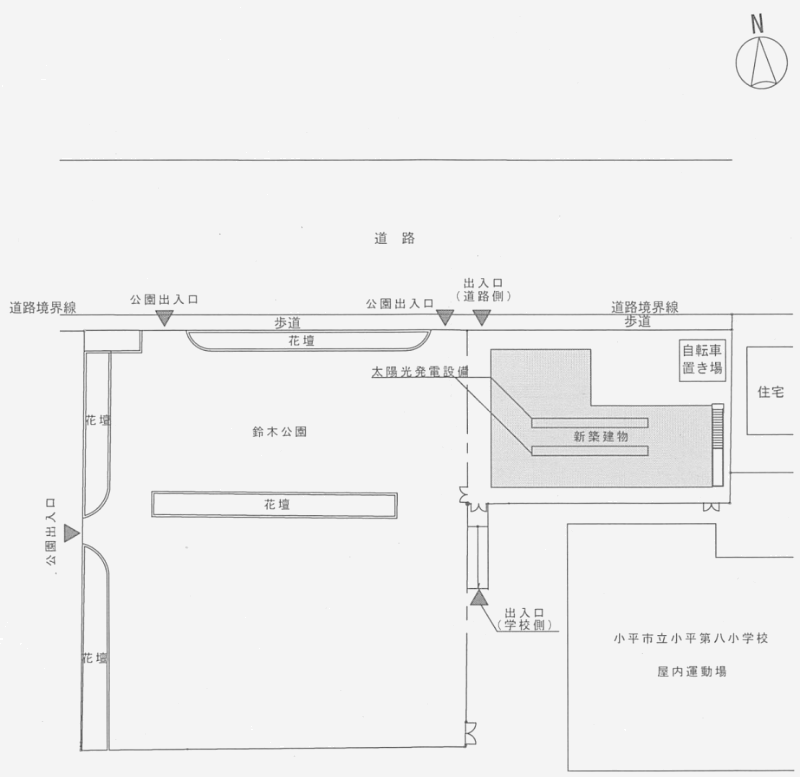 N
道路
出入口
(道路側)
公園出入口
公園出入口
道路境界線
道路境界線
歩道
歩道
花壇
自転車
置き場
太陽光発電設備
住宅
花壇
鈴木公園
新築建物
花壇
公園出入口
出入口
(学校側)
小平市立小平第八小学校
屋内運動場
花壇